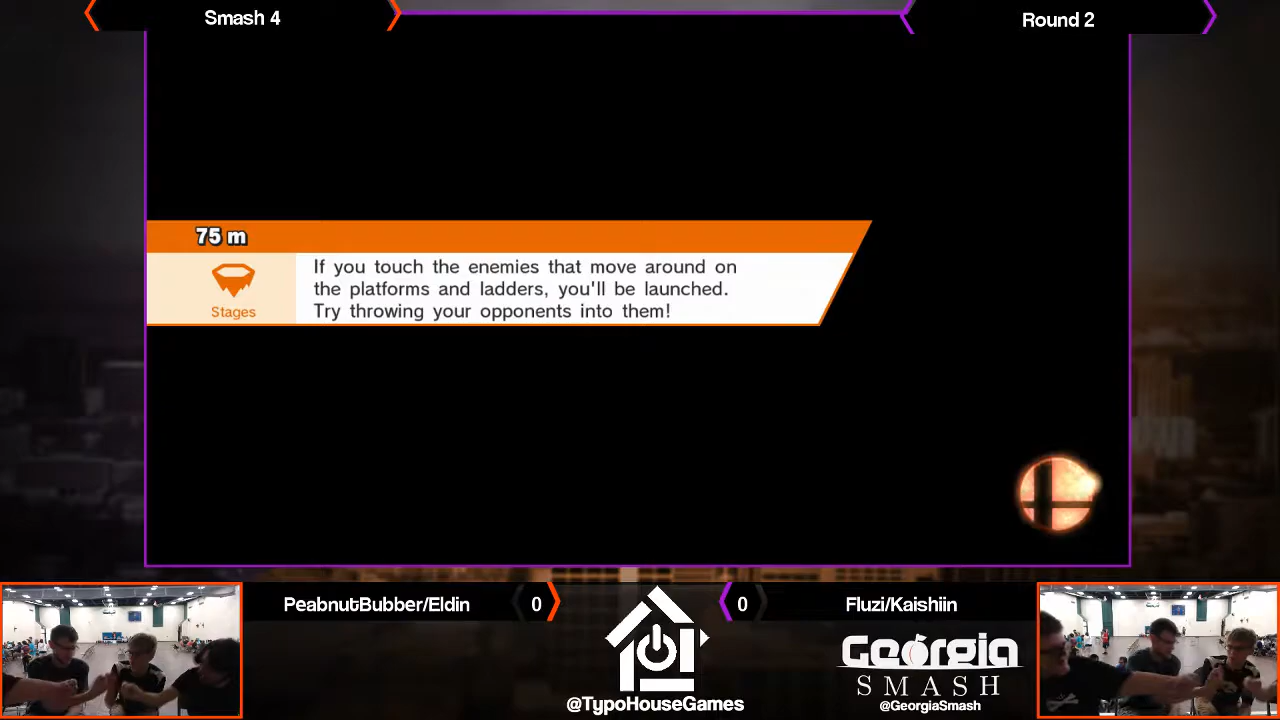 Smash 4
Round 2
75 m
If you touch the enemies that move around on
the platforms and ladders, you'll be launched.
Try throwing your opponents into them!
Stages
PeabnutBubber/Eldin
0
0
Fluzi/Kaishiin
@TypoHouseGames
Georgia
SMASH
@GeorgiaSmash